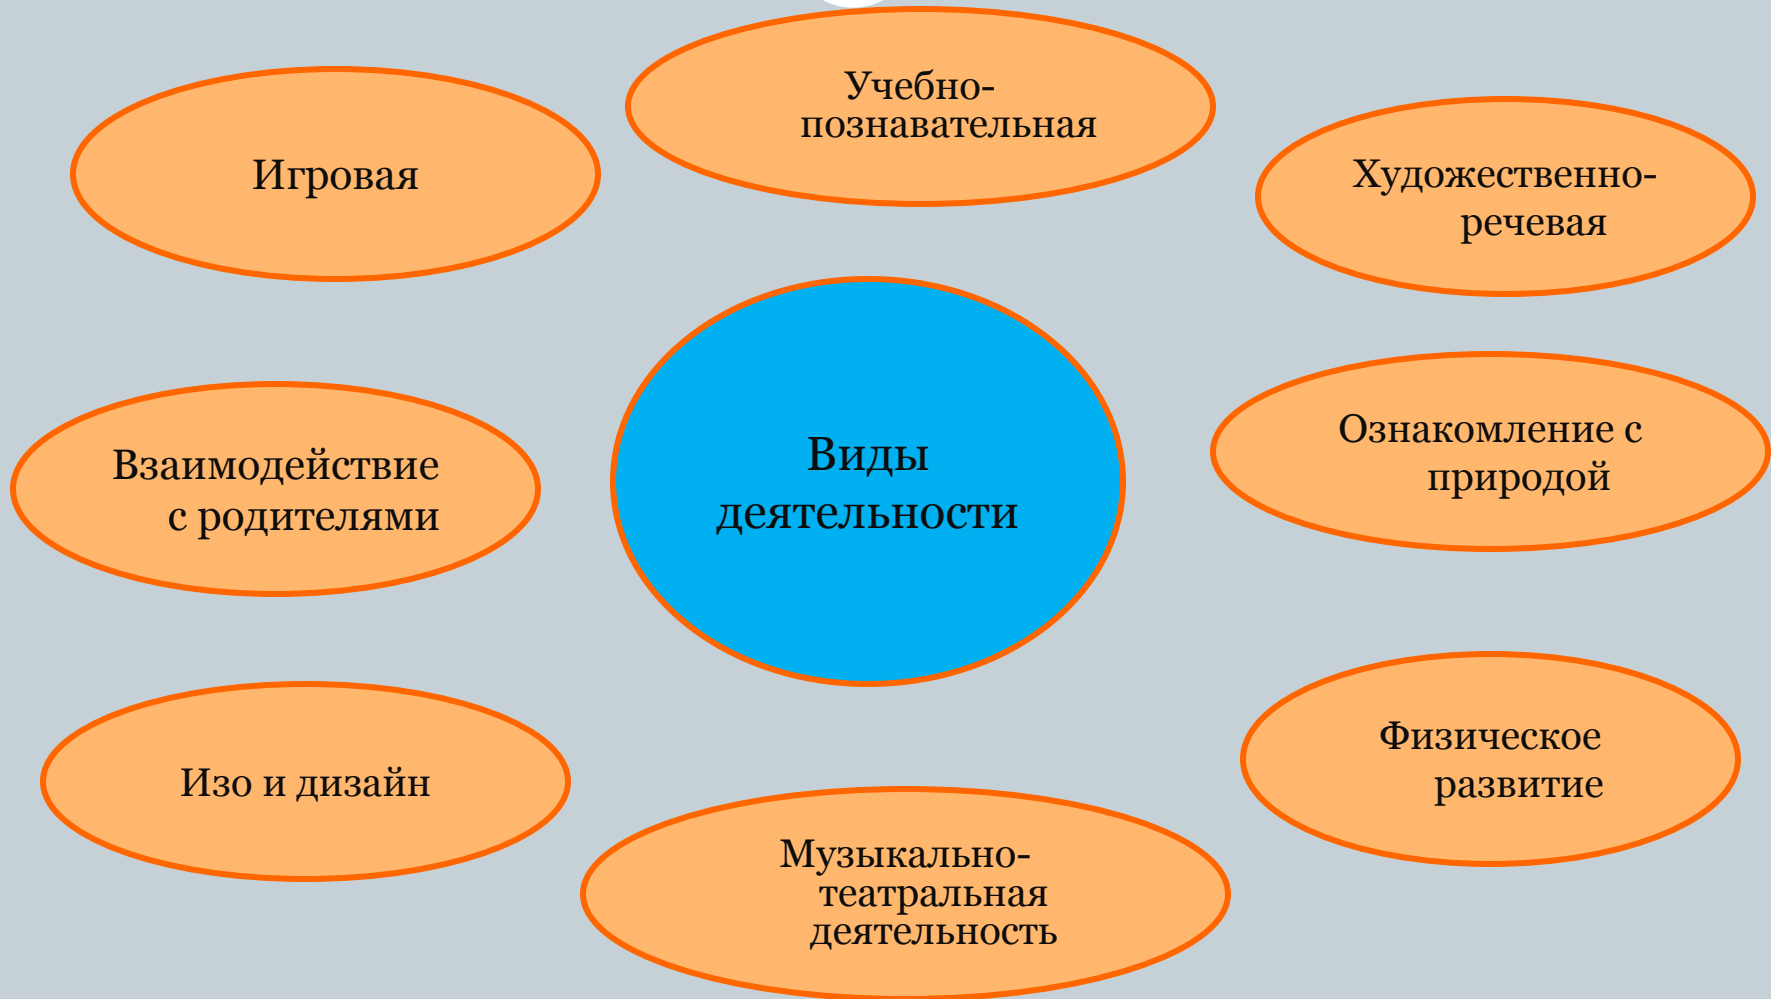 Учебно-
познавательная
Игровая
Художественно-
речевая
Виды
деятельности
Взаимодействие
с родителями
Ознакомление с
природой
Изо и дизайн
Физическое
развитие
Музыкально-
театральная
деятельность